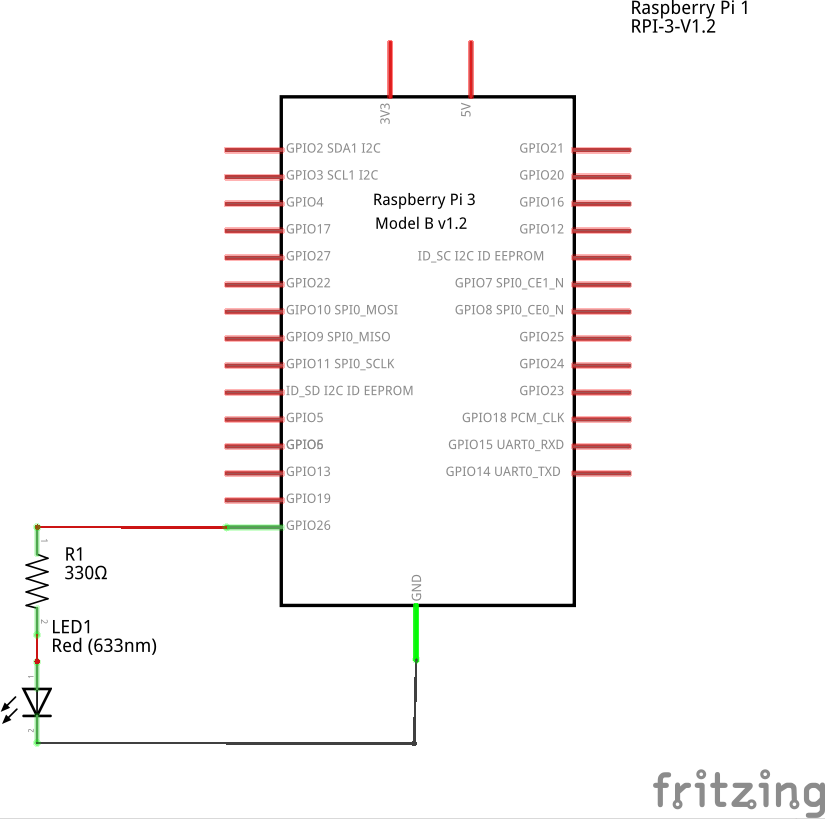 Raspberry Pi 1
RPI-3-V1.2
3V3
5V
GPIO2 SDA1 I2C
GPIO21
GPIO3 SCL1 I2C
GPIO20
GPIO4
Raspberry Pi 3
GPIO16
GPIO17
Model B v1.2
GPIO12
GPIO27
ID_SC I2C ID EEPROM
GPIO22
GPIO7 SPI0_CE1_N
GIPO10 SPI0_MOSI
GPIO8 SPI0_CE0_N
GPIO9 SPI0_MISO
GPIO25
GPIO11 SPI0_SCLK
GPIO24
ID_SD I2C ID EEPROM
GPIO23
GPIO5
GPIO18 PCM_CLK
GPIO6
GPIO15 UART0_RXD
GPIO13
GPIO14 UART0_TXD
GPIO19
GPIO26
1
R1
330Ω
GND
2
LED1
Red (633nm)
1
2
fritzing